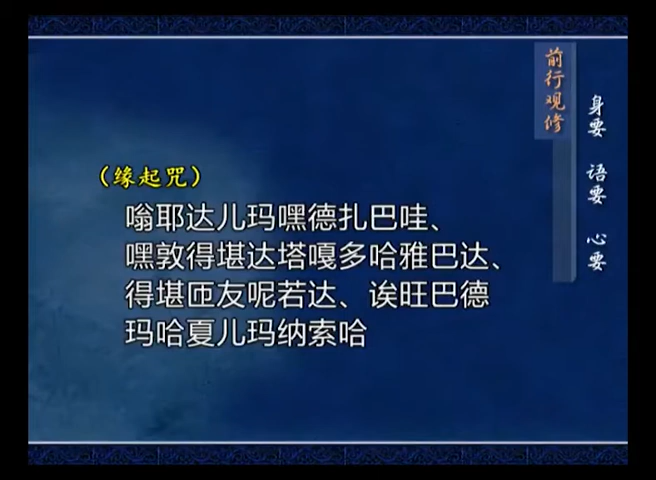 前行观修
身要 语要 心要
（缘起咒）
嗡耶达儿玛嘿德扎巴哇、
嘿敦得堪达塔嘎多哈雅巴达、
得堪匝友呢若达、诶旺巴德
玛哈夏儿玛纳索哈